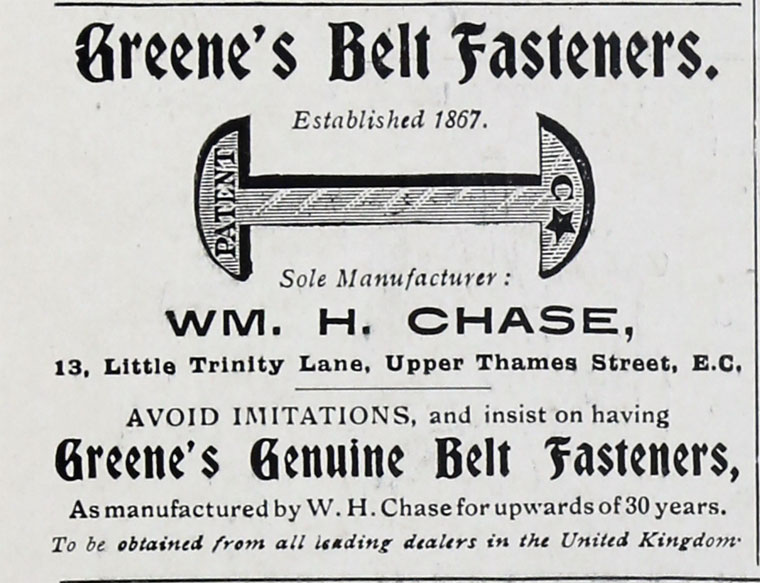 Greene's Belt Fasteners.
Established 1867.
PATENT
C★
Sole Manufacturer:
WM. H. CHASE,
13, Little Trinity Lane, Upper Thames Street, E.C,
AVOID IMITATIONS, and insist on having
Greene's Genuine Belt Fasteners,
As manufactured by W. H. Chase for upwards of 30 years.
To be obtained from all leading dealers in the United Kingdom.